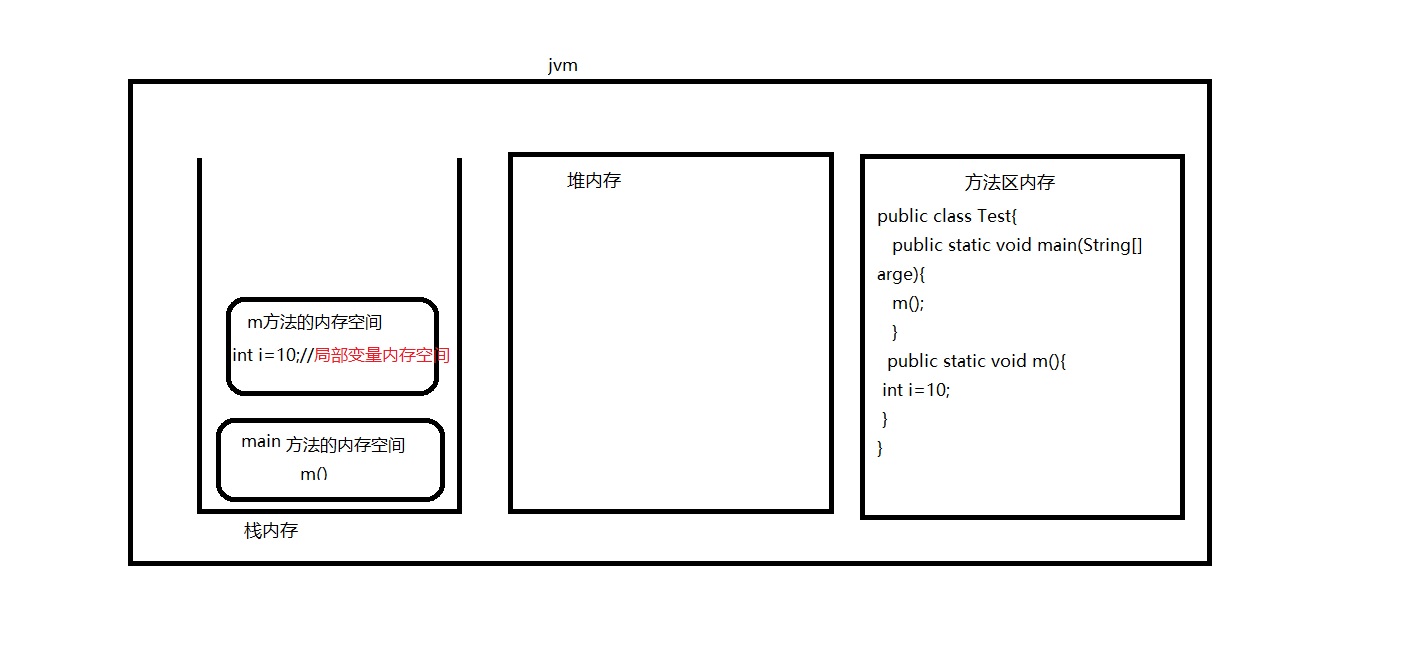 jvm
m方法的内存空间
int i=10;//局部变量内存空间
main 方法的内存空间
m()
栈内存
堆内存
方法区内存
public class Test{
public static void main(String[]
arge){
m();
}
public static void m(){
int i=10;
}
}